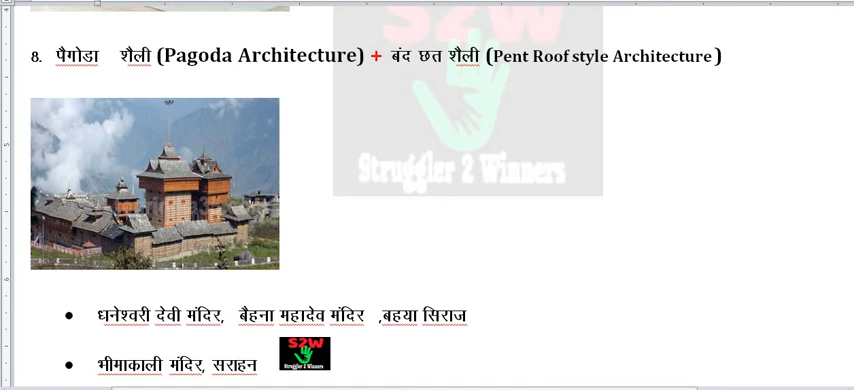 S2W
8. पैगोडा शैली (Pagoda Architecture) + बंद छत शैली (Pent Roof style Architecture)
Struggler 2 Winners
धनेश्वरी देवी मंदिर, बैहना महादेव मंदिर ,बहया सिराज
भीमाकाली मंदिर, सराहन
S2W
Struggler 2 Winners